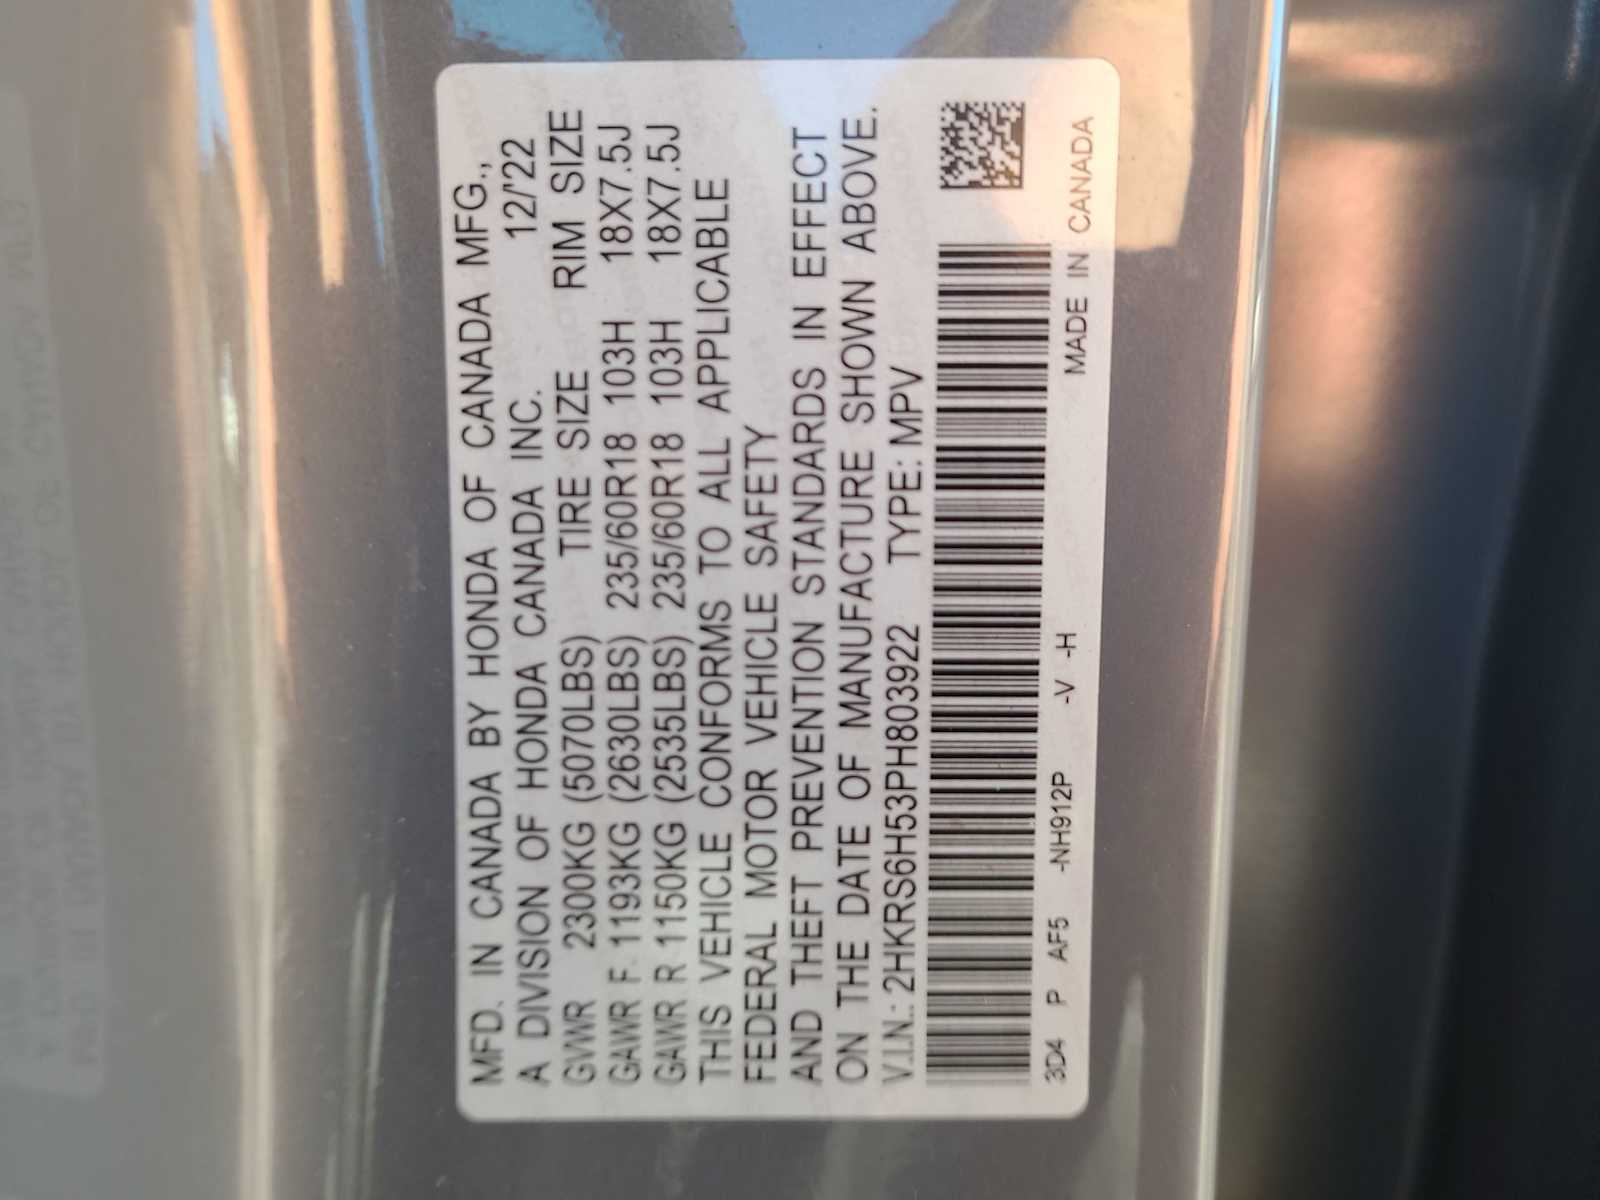 MFD. IN CANADA BY HONDA OF CANADA MFG.,
A DIVISION OF HONDA CANADA INC. 12/'22
TIRE SIZE RIM SIZE
GVWR 2300KG (5070LBS)
GAWR F 1193KG (2630LBS) 235/60R18 103H 18X7.5J
GAWR R 1150KG (2535LBS) 235/60R18 103H 18X7.5J
THIS VEHICLE CONFORMS TO ALL APPLICABLE
FEDERAL MOTOR VEHICLE SAFETY
AND THEFT PREVENTION STANDARDS IN EFFECT
ON THE DATE OF MANUFACTURE SHOWN ABOVE.
V.I.N.: 2HKRS6H53PH803922 TYPE: MPV
3D4 P AF5 -NH912P -V -H MADE IN CANADA